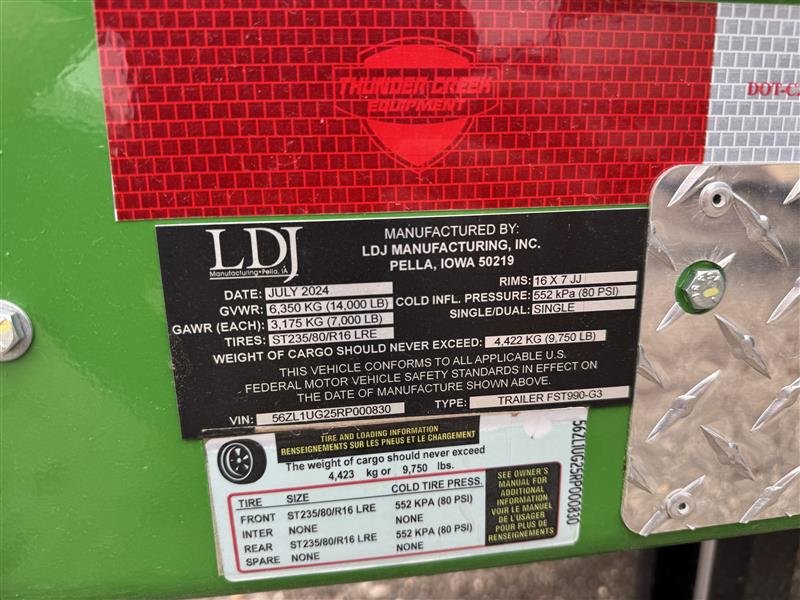 THUNDER CREEK
EQUIPMENT
DOT-C2
LDJ
Manufacturing•Pella, IA
MANUFACTURED BY:
LDJ MANUFACTURING, INC.
PELLA, IOWA 50219
DATE: JULY 2024
RIMS: 16 X 7 JJ
GVWR: 6,350 KG (14,000 LB)
COLD INFL. PRESSURE: 552 kPa (80 PSI)
GAWR (EACH): 3,175 KG (7,000 LB)
SINGLE/DUAL: SINGLE
TIRES: ST235/80/R16 LRE
WEIGHT OF CARGO SHOULD NEVER EXCEED: 4,422 KG (9,750 LB)
THIS VEHICLE CONFORMS TO ALL APPLICABLE U.S.
FEDERAL MOTOR VEHICLE SAFETY STANDARDS IN EFFECT ON
THE DATE OF MANUFACTURE SHOWN ABOVE.
VIN: 56ZL1UG25RP000830 TYPE: TRAILER FST990-G3
TIRE AND LOADING INFORMATION
RENSEIGNEMENTS SUR LES PNEUS ET LE CHARGEMENT
The weight of cargo should never exceed
4,423 kg or 9,750 lbs.
TIRE SIZE COLD TIRE PRESS.
FRONT ST235/80/R16 LRE 552 KPA (80 PSI)
INTER NONE NONE
REAR ST235/80/R16 LRE 552 KPA (80 PSI)
SPARE NONE NONE
SEE OWNER'S
MANUAL FOR
ADDITIONAL
INFORMATION
VOIR LE MANUEL
DE L'USAGER
POUR PLUS DE
RENSEIGNEMENTS
56ZL1UG25RP000830